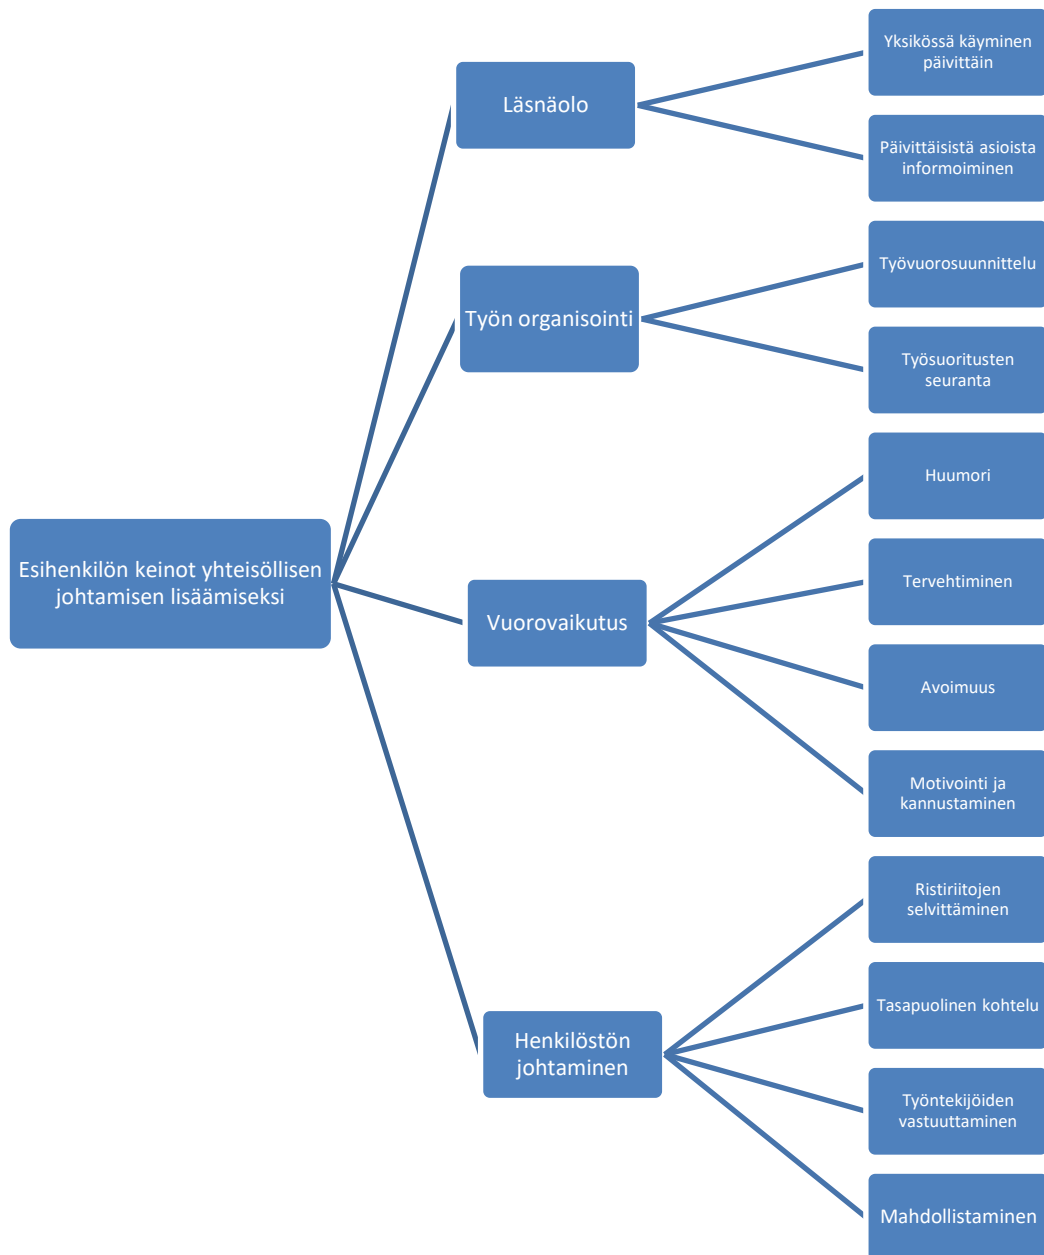 Esihenkilön keinot yhteisöllisen
johtamisen lisäämiseksi
Läsnäolo
Yksikössä käyminen
päivittäin
Päivittäisistä asioista
informoiminen
Työn organisointi
Työvuorosuunnittelu
Työsuoritusten
seuranta
Vuorovaikutus
Huumori
Tervehtiminen
Avoimuus
Motivointi ja
kannustaminen
Henkilöstön
johtaminen
Ristiriitojen
selvittäminen
Tasapuolinen kohtelu
Työntekijöiden
vastuuttaminen
Mahdollistaminen